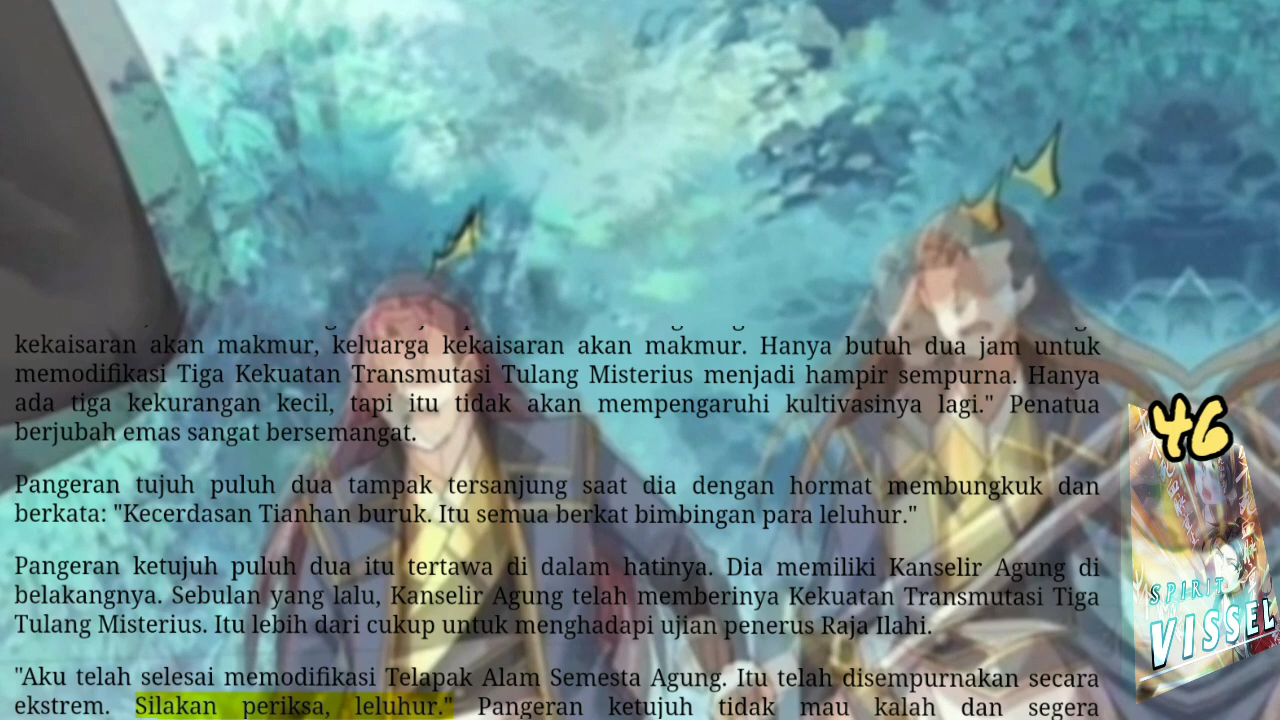 kekaisaran akan makmur, keluarga kekaisaran akan makmur. Hanya butuh dua jam untuk
memodifikasi Tiga Kekuatan Transmutasi Tulang Misterius menjadi hampir sempurna. Hanya
ada tiga kekurangan kecil, tapi itu tidak akan mempengaruhi kultivasinya lagi." Penatua
berjubah emas sangat bersemangat.
Pangeran tujuh puluh dua tampak tersanjung saat dia dengan hormat membungkuk dan
berkata: "Kecerdasan Tianhan buruk. Itu semua berkat bimbingan para leluhur."
Pangeran ketujuh puluh dua itu tertawa di dalam hatinya. Dia memiliki Kanselir Agung di
belakangnya. Sebulan yang lalu, Kanselir Agung telah memberinya Kekuatan Transmutasi Tiga
Tulang Misterius. Itu lebih dari cukup untuk menghadapi ujian penerus Raja Ilahi.
"Aku telah selesai memodifikasi Telapak Alam Semesta Agung. Itu telah disempurnakan secara
ekstrem. Silakan periksa, leluhur." Pangeran ketujuh tidak mau kalah dan segera
46
SPIRIT
VISSEL